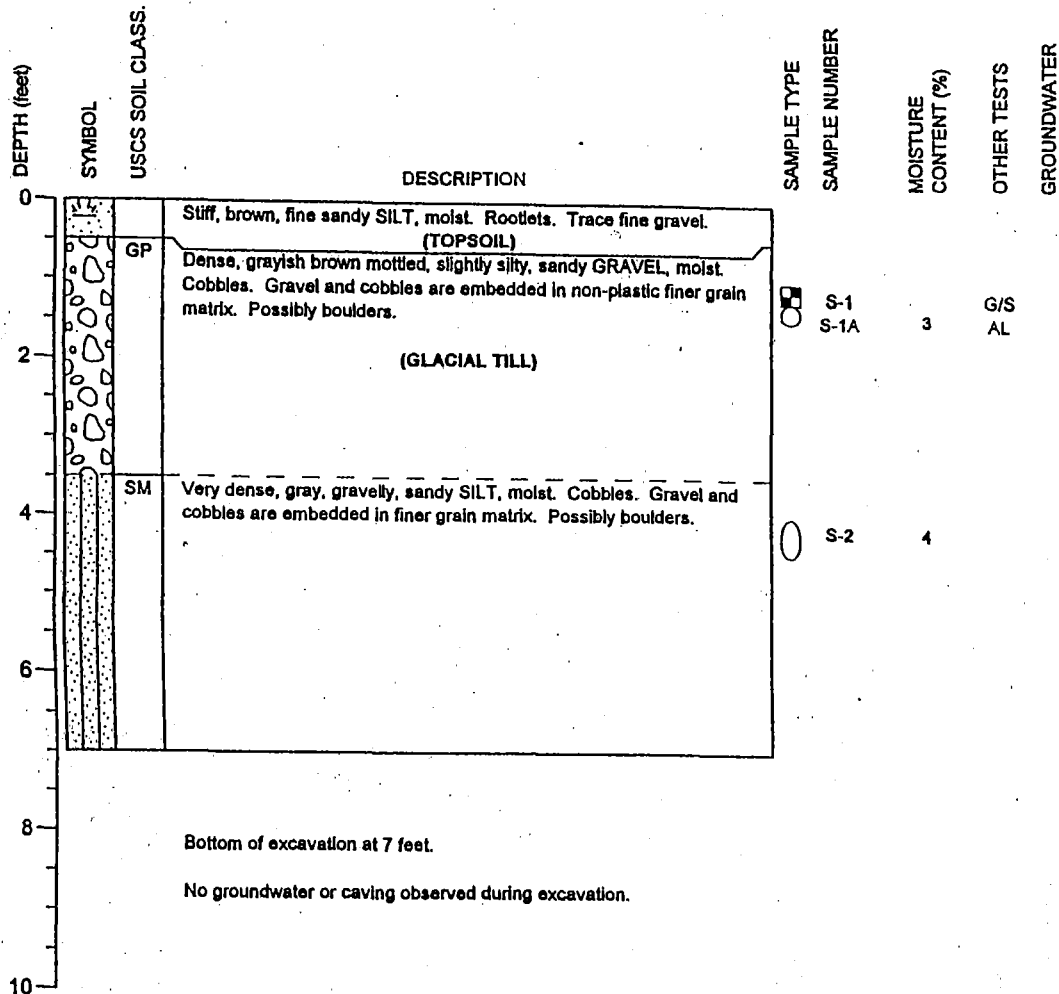 DEPTH (feet)
SYMBOL
USCS SOIL CLASS.
DESCRIPTION
SAMPLE TYPE
SAMPLE NUMBER
MOISTURE
CONTENT (%)
OTHER TESTS
GROUNDWATER
0
Stiff, brown, fine sandy SILT, moist. Rootlets. Trace fine gravel.
(TOPSOIL)
GP
Dense, grayish brown mottled, slightly silty, sandy GRAVEL, moist.
Cobbles. Gravel and cobbles are embedded in non-plastic finer grain
matrix. Possibly boulders.
S-1 G/S
S-1A 3 AL
2
(GLACIAL TILL)
SM
Very dense, gray, gravelly, sandy SILT, moist. Cobbles. Gravel and
cobbles are embedded in finer grain matrix. Possibly boulders.
4
S-2 4
6
8
Bottom of excavation at 7 feet.
No groundwater or caving observed during excavation.
10